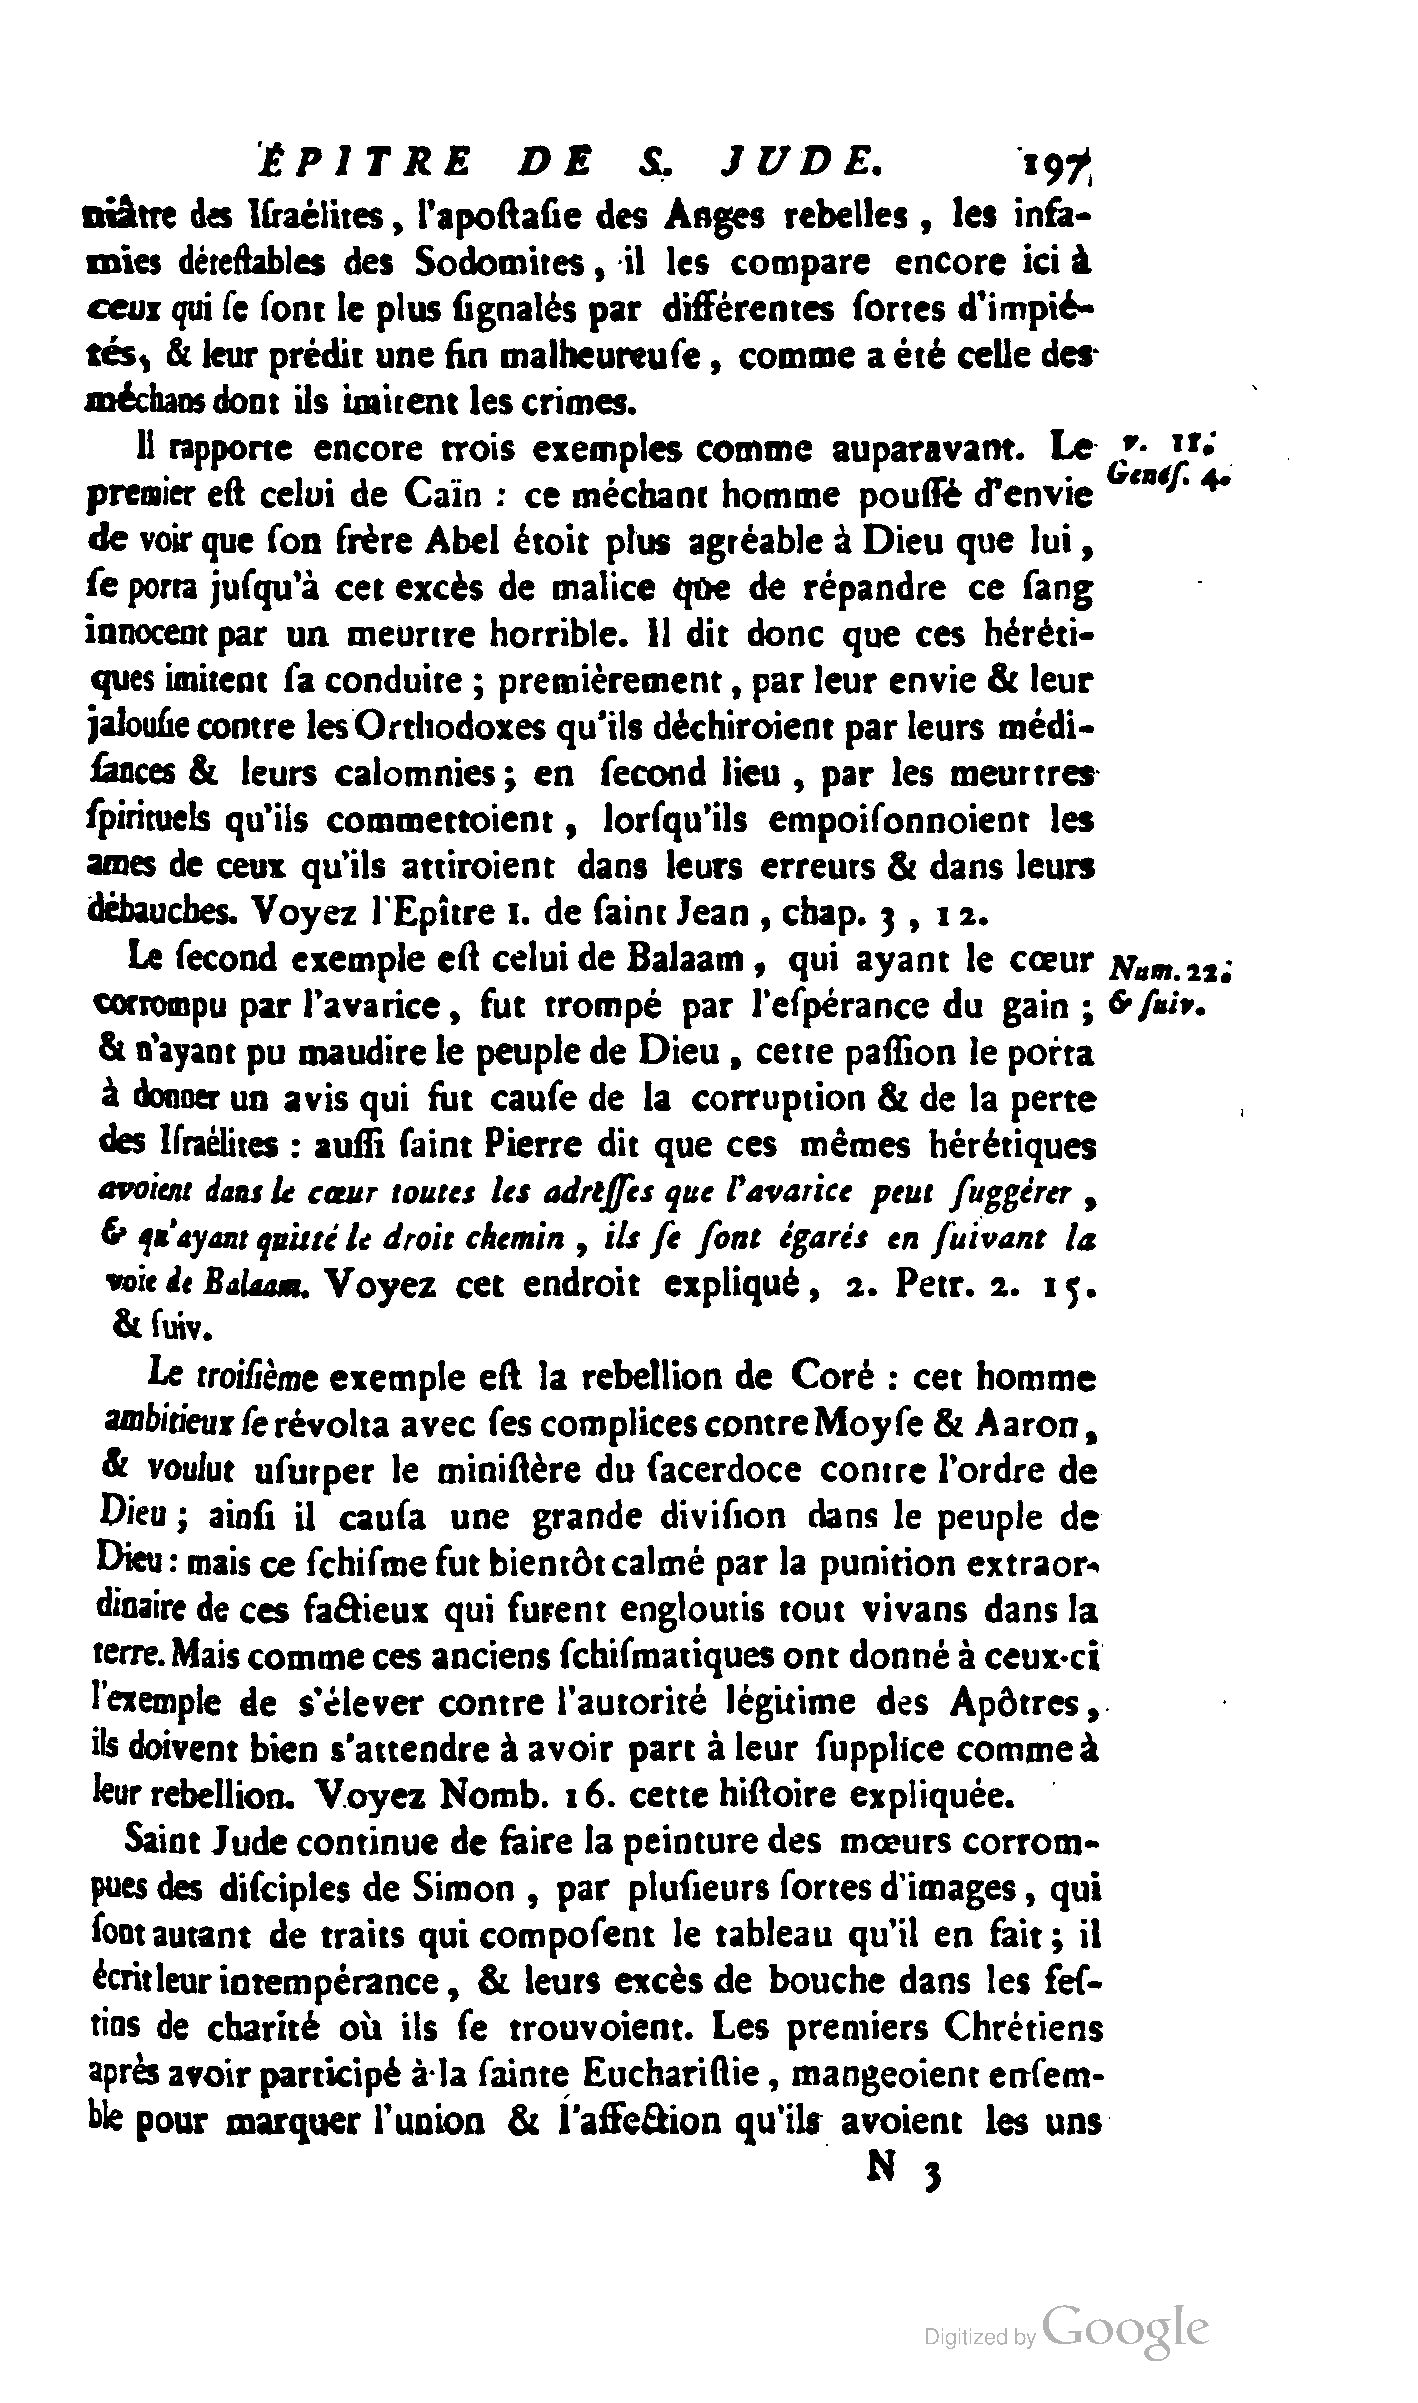 ÉPITRE DE S. JUDE. 197
niâtre des Iſraélites, l'apoſtaſie des Anges rebelles, les infa-
mies déteſtables des Sodomites, il les compare encore ici à
ceux qui ſe ſont le plus ſignalés par différentes ſortes d'impié-
tés, & leur prédit une fin malheureuſe, comme a été celle des
méchans dont ils imitent les crimes.
Il rapporte encore trois exemples comme auparavant. Le
v. 11.
Geneſ. 4.
premier eſt celui de Caïn : ce méchant homme pouſſé d'envie
de voir que ſon frère Abel étoit plus agréable à Dieu que lui,
ſe porta juſqu'à cet excès de malice que de répandre ce ſang
innocent par un meurtre horrible. Il dit donc que ces héréti-
ques imitent ſa conduite ; premièrement, par leur envie & leur
jalouſie contre les Orthodoxes qu'ils déchiroient par leurs médi-
ſances & leurs calomnies ; en ſecond lieu, par les meurtres
ſpirituels qu'ils commettoient, lorſqu'ils empoiſonnoient les
ames de ceux qu'ils attiroient dans leurs erreurs & dans leurs
débauches. Voyez l'Epître 1. de ſaint Jean, chap. 3, 12.
Le ſecond exemple eſt celui de Balaam, qui ayant le cœur
Num. 22.
& ſuiv.
corrompu par l'avarice, fut trompé par l'eſpérance du gain ;
& n'ayant pu maudire le peuple de Dieu, cette paſſion le porta
à donner un avis qui fut cauſe de la corruption & de la perte
des Iſraélites : auſſi ſaint Pierre dit que ces mêmes hérétiques
avoient dans le cœur toutes les adreſſes que l'avarice peut ſuggérer,
& qu'ayant quitté le droit chemin, ils ſe ſont égarés en ſuivant la
voie de Balaam. Voyez cet endroit expliqué, 2. Petr. 2. 15.
& ſuiv.
Le troiſième exemple eſt la rebellion de Coré : cet homme
ambitieux ſe révolta avec ſes complices contre Moyſe & Aaron,
& voulut uſurper le miniſtère du ſacerdoce contre l'ordre de
Dieu ; ainſi il cauſa une grande diviſion dans le peuple de
Dieu : mais ce ſchiſme fut bientôt calmé par la punition extraor-
dinaire de ces factieux qui furent engloutis tout vivans dans la
terre. Mais comme ces anciens ſchiſmatiques ont donné à ceux-ci
l'exemple de s'élever contre l'autorité légitime des Apôtres,
ils doivent bien s'attendre à avoir part à leur ſupplice comme à
leur rebellion. Voyez Nomb. 16. cette hiſtoire expliquée.
Saint Jude continue de faire la peinture des mœurs corrom-
pues des diſciples de Simon, par pluſieurs ſortes d'images, qui
ſont autant de traits qui compoſent le tableau qu'il en fait ; il
écrit leur intempérance, & leurs excès de bouche dans les feſ-
tins de charité où ils ſe trouvoient. Les premiers Chrétiens
après avoir participé à la ſainte Euchariſtie, mangeoient enſem-
ble pour marquer l'union & l'affection qu'ils avoient les uns
N 3
Digitized by Google